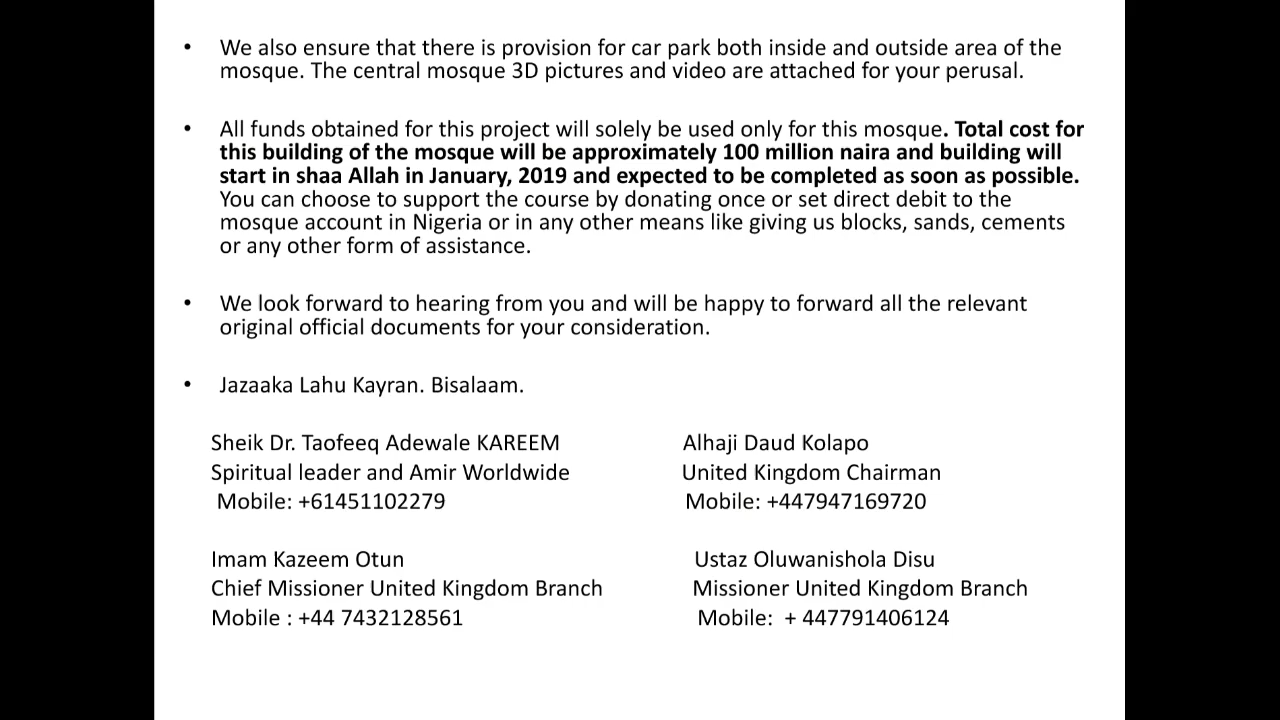 • We also ensure that there is provision for car park both inside and outside area of the
mosque. The central mosque 3D pictures and video are attached for your perusal.
• All funds obtained for this project will solely be used only for this mosque. Total cost for
this building of the mosque will be approximately 100 million naira and building will
start in shaa Allah in January, 2019 and expected to be completed as soon as possible.
You can choose to support the course by donating once or set direct debit to the
mosque account in Nigeria or in any other means like giving us blocks, sands, cements
or any other form of assistance.
• We look forward to hearing from you and will be happy to forward all the relevant
original official documents for your consideration.
• Jazaaka Lahu Kayran. Bisalaam.
Sheik Dr. Taofeeq Adewale KAREEM Alhaji Daud Kolapo
Spiritual leader and Amir Worldwide United Kingdom Chairman
Mobile: +61451102279 Mobile: +447947169720
Imam Kazeem Otun Ustaz Oluwanishola Disu
Chief Missioner United Kingdom Branch Missioner United Kingdom Branch
Mobile : +44 7432128561 Mobile: + 447791406124